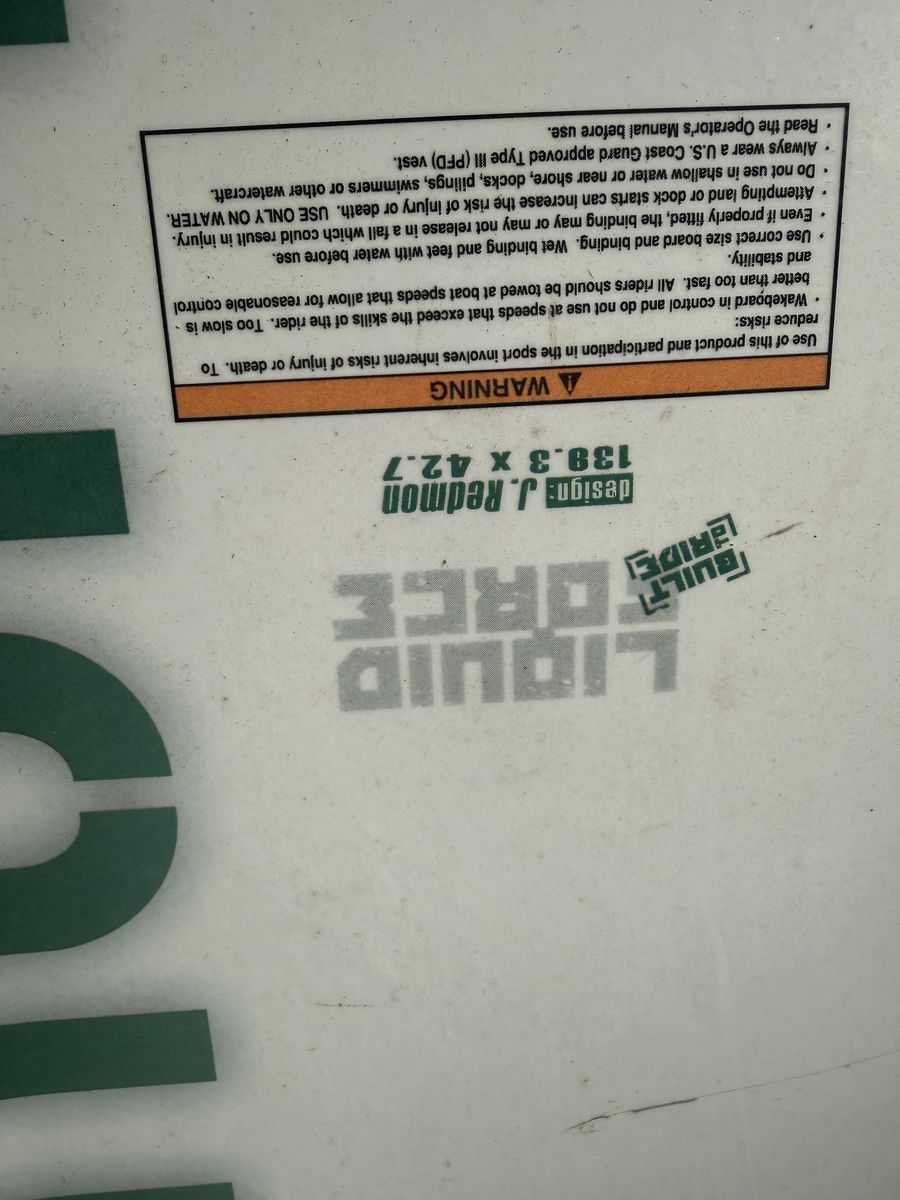 LIQUID
FORCE
BUILT
2 RIDE
design: J. Redmon
138.3 x 42.7
WARNING
Use of this product and participation in the sport involves inherent risks of injury or death. To
reduce risks:
• Wakeboard in control and do not use at speeds that exceed the skills of the rider. Too slow is
better than too fast. All riders should be towed at boat speeds that allow for reasonable control
and stability.
• Use correct size board and binding. Wet binding and feet with water before use.
• Even if properly fitted, the binding may or may not release in a fall which could result in injury.
• Attempting land or dock starts can increase the risk of injury or death. USE ONLY ON WATER.
• Do not use in shallow water or near shore, docks, pilings, swimmers or other watercraft.
• Always wear a U.S. Coast Guard approved Type III (PFD) vest.
• Read the Operator's Manual before use.